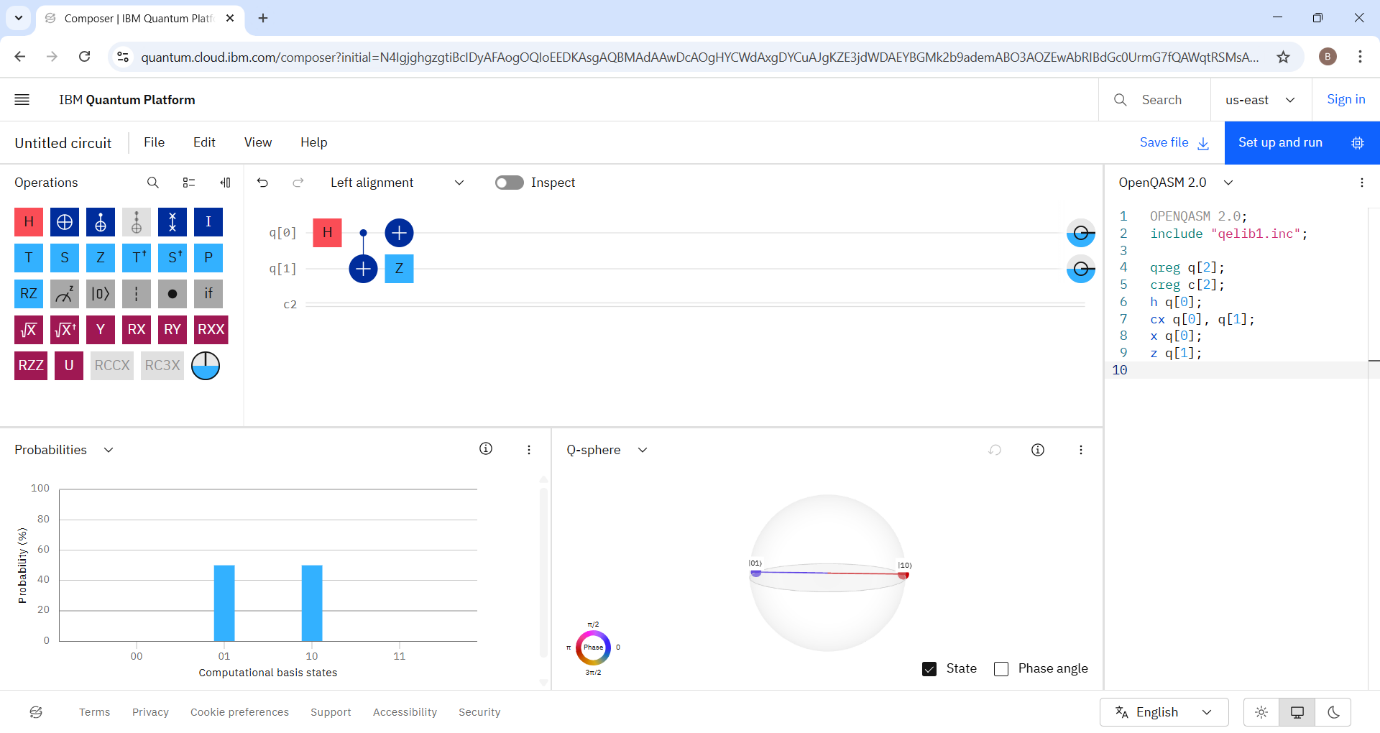 Composer | IBM Quantum Platf
quantum.cloud.ibm.com/composer?initial=
B
IBM Quantum Platform
Search
us-east
Sign in
Untitled circuit
File Edit View Help
Save file
Set up and run
Operations
Left alignment
Inspect
OpenQASM 2.0
H I
T S Z T† S† P
RZ z |0⟩ if
√X √X† Y RX RY RXX
RZZ U RCCX RC3X
q[0] H
q[1] Z
c2
1 OPENQASM 2.0;
2 include "qelib1.inc";
3
4 qreg q[2];
5 creg c[2];
6 h q[0];
7 cx q[0], q[1];
8 x q[0];
9 z q[1];
10
Probabilities
100
80
60
40
20
0
Probability (%)
00 01 10 11
Computational basis states
Q-sphere
|01⟩
|10⟩
π/2
π Phase 0
3π/2
State
Phase angle
Terms Privacy Cookie preferences Support Accessibility Security
English